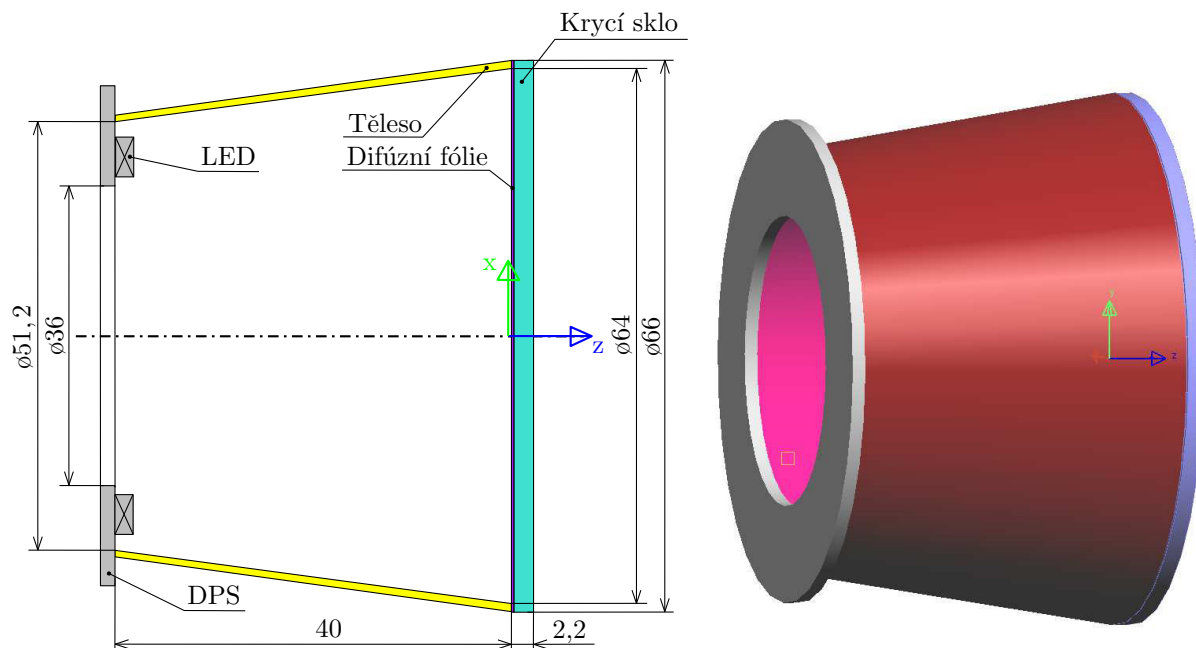 Krycí sklo
Těleso
Difúzní fólie
LED
x
z
ø51,2
ø36
ø64
ø66
DPS
40
2,2
z